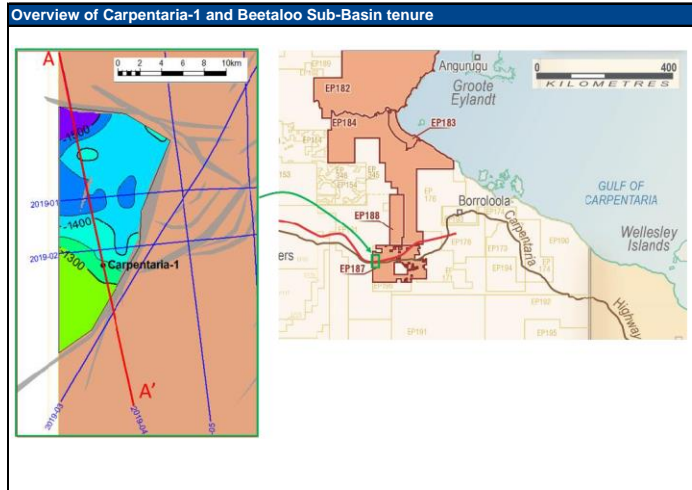 Overview of Carpentaria-1 and Beetaloo Sub-Basin tenure
A
0 2 4 6 8 10km
-1500
2019-01
-1400
2019-02
-1300
Carpentaria-1
A'
2019-03
2019-04
Angurugu
Groote
Eylandt
0 400
KILOMETRES
EP182
EP184
EP183
EP188
EP187
Borroloola
Carpentaria
Highway
GULF OF
CARPENTARIA
Wellesley
Islands
ers
EP191